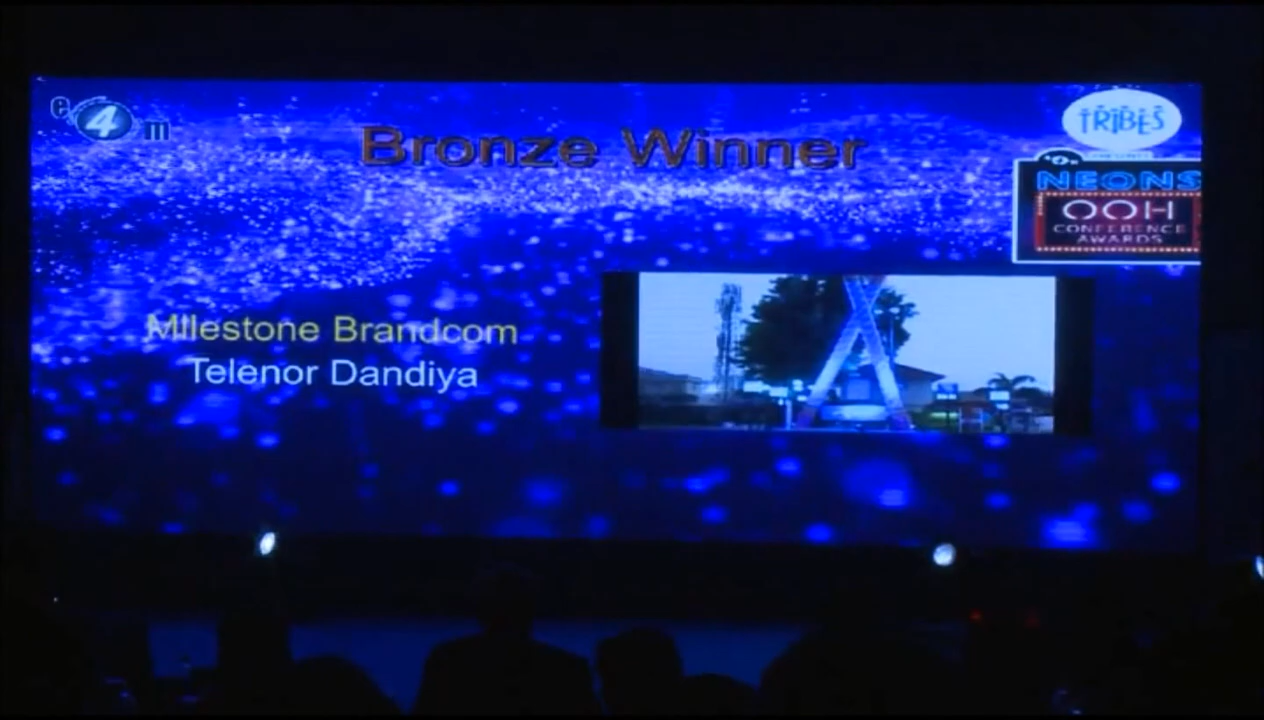 e4m
TRIBES
Bronze Winner
NEONS
OOH
CONFERENCE
AWARDS
Milestone Brandcom
Telenor Dandiya